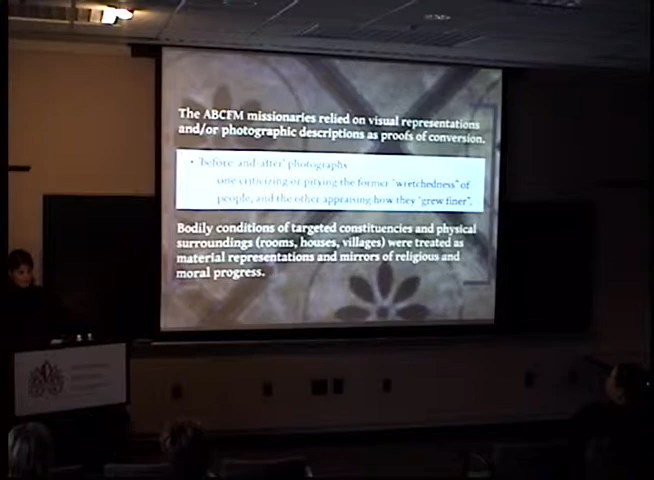 The ABCFM missionaries relied on visual representations
and/or photographic descriptions as proofs of conversion.
• "before-and-after" photographs
one criticizing or pitying the former "wretchedness" of
people, and the other appraising how they "grew finer".
Bodily conditions of targeted constituencies and physical
surroundings (rooms, houses, villages) were treated as
material representations and mirrors of religious and
moral progress.